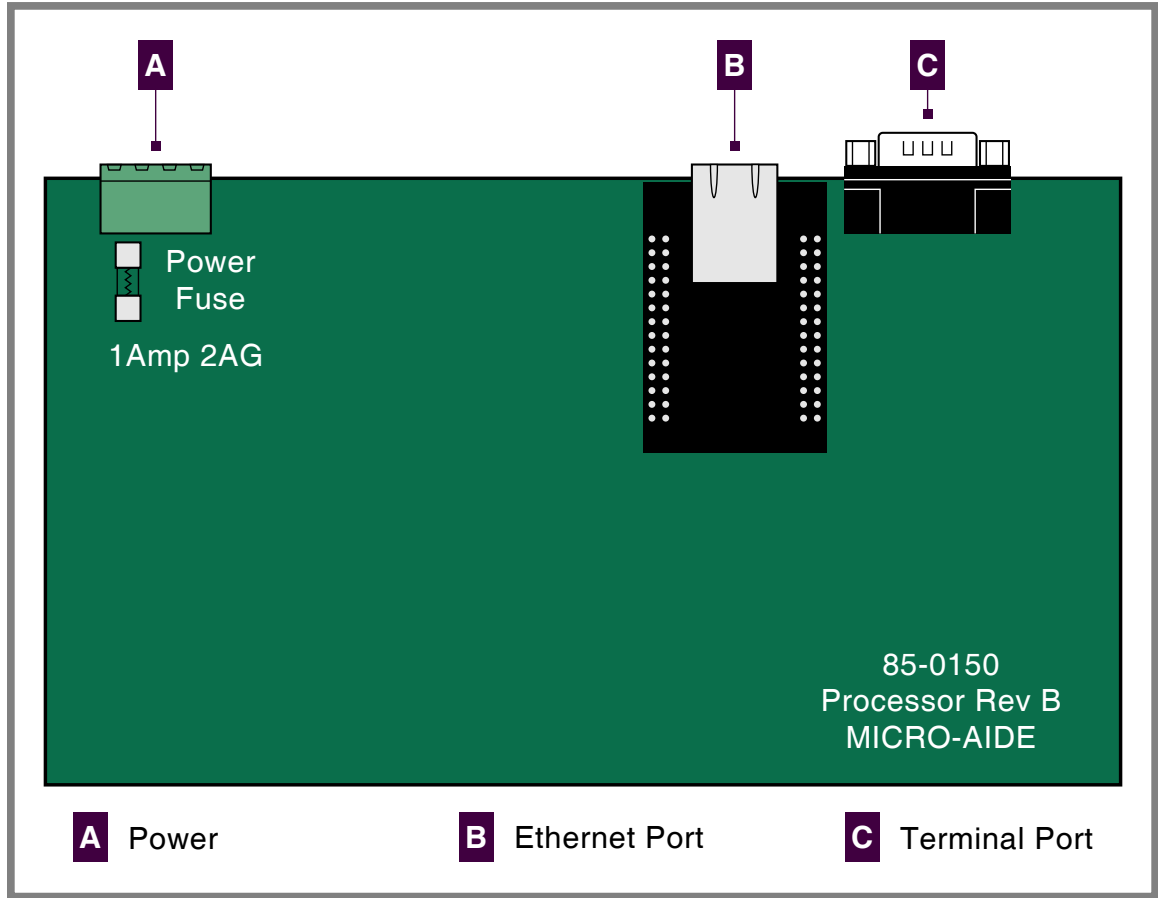 A
B
C
Power
Fuse
1Amp 2AG
85-0150
Processor Rev B
MICRO-AIDE
A Power
B Ethernet Port
C Terminal Port